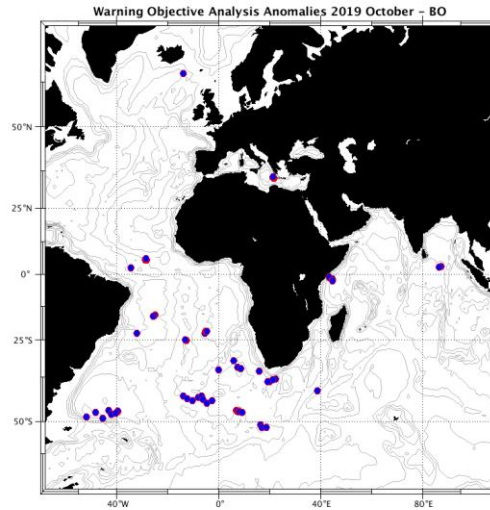 Warning Objective Analysis Anomalies 2019 October – BO
50°N
25°N
0°
25°S
50°S
40°W 0° 40°E 80°E